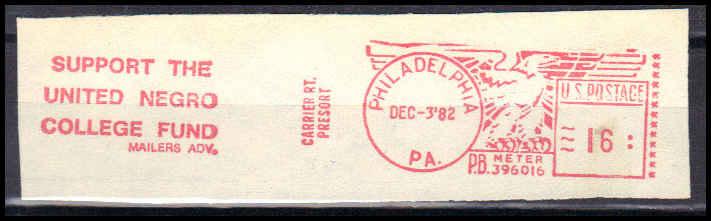 SUPPORT THE
UNITED NEGRO
COLLEGE FUND
MAILERS ADV.
CARRIER RT.
PRESORT
PHILADELPHIA
DEC-3'82
PA.
P.B. METER
396016
U.S. POSTAGE
16